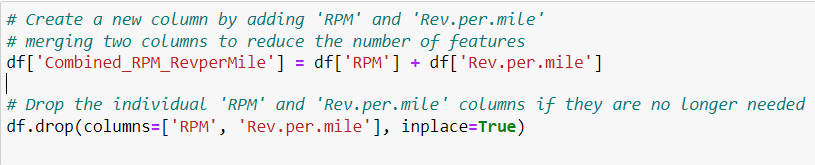 # Create a new column by adding 'RPM' and 'Rev.per.mile'
# merging two columns to reduce the number of features
df['Combined_RPM_RevperMile'] = df['RPM'] + df['Rev.per.mile']
# Drop the individual 'RPM' and 'Rev.per.mile' columns if they are no longer needed
df.drop(columns=['RPM', 'Rev.per.mile'], inplace=True)